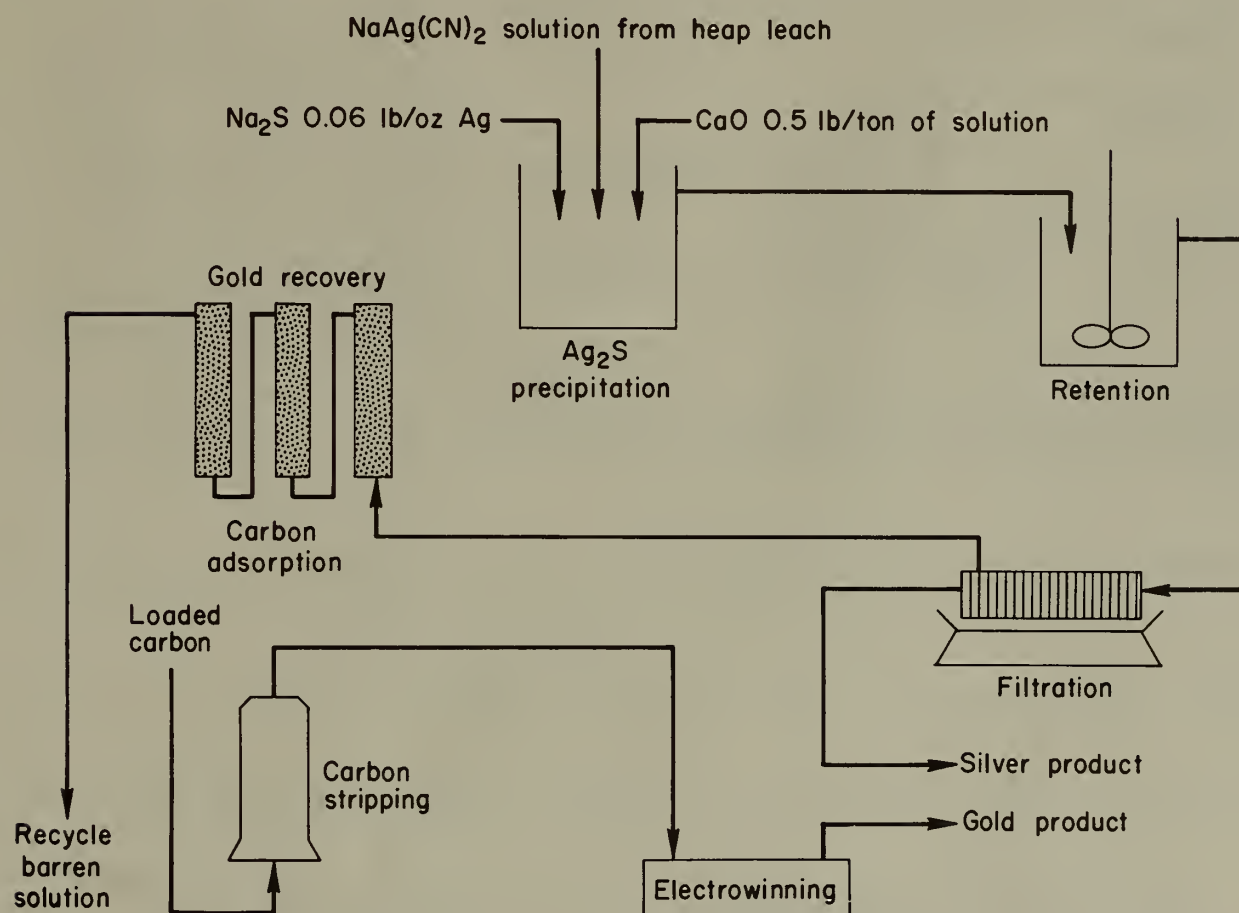 NaAg(CN)2 solution from heap leach
Na2S 0.06 lb/oz Ag
CaO 0.5 lb/ton of solution
Gold recovery
Ag2S
precipitation
Retention
Carbon
adsorption
Loaded
carbon
Filtration
Carbon
stripping
Silver product
Gold product
Recycle
barren
solution
Electrowinning